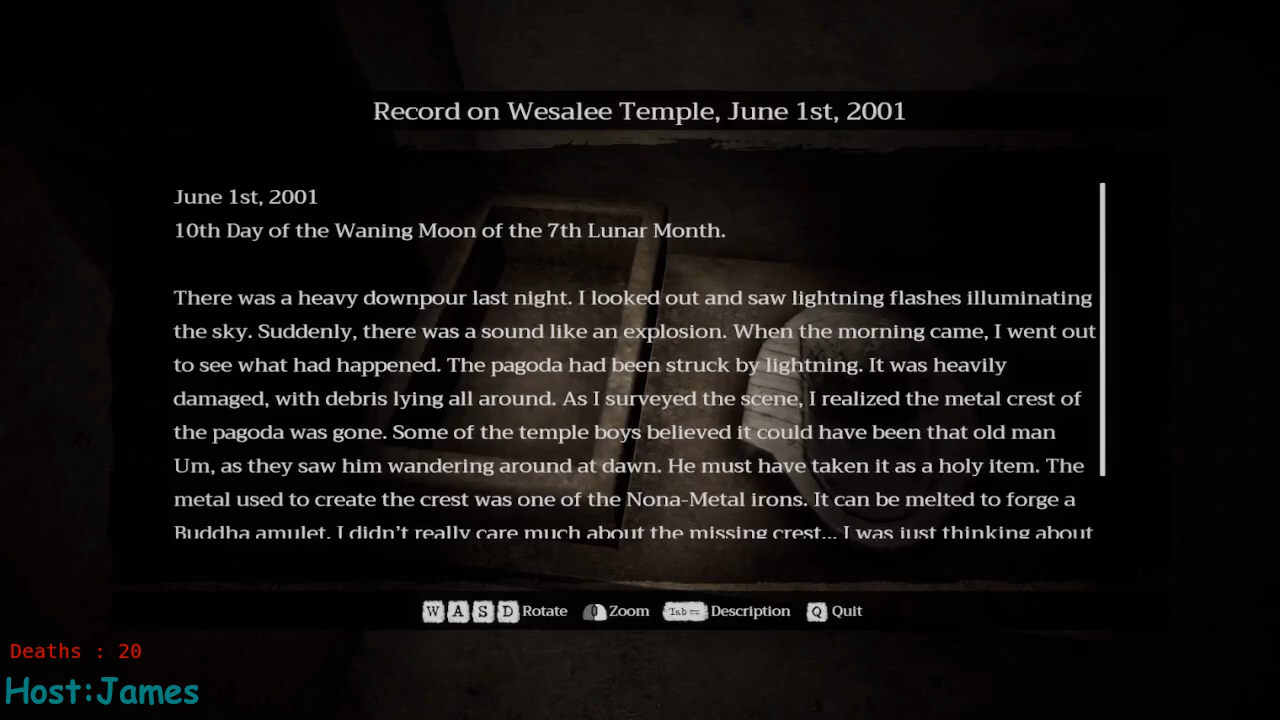 Record on Wesalee Temple, June 1st, 2001
June 1st, 2001
10th Day of the Waning Moon of the 7th Lunar Month.
There was a heavy downpour last night. I looked out and saw lightning flashes illuminating
the sky. Suddenly, there was a sound like an explosion. When the morning came, I went out
to see what had happened. The pagoda had been struck by lightning. It was heavily
damaged, with debris lying all around. As I surveyed the scene, I realized the metal crest of
the pagoda was gone. Some of the temple boys believed it could have been that old man
Um, as they saw him wandering around at dawn. He must have taken it as a holy item. The
metal used to create the crest was one of the Nona-Metal irons. It can be melted to forge a
Buddha amulet. I didn't really care much about the missing crest... I was just thinking about
W A S D Rotate Zoom Tab Description Q Quit
Deaths : 20
Host:James